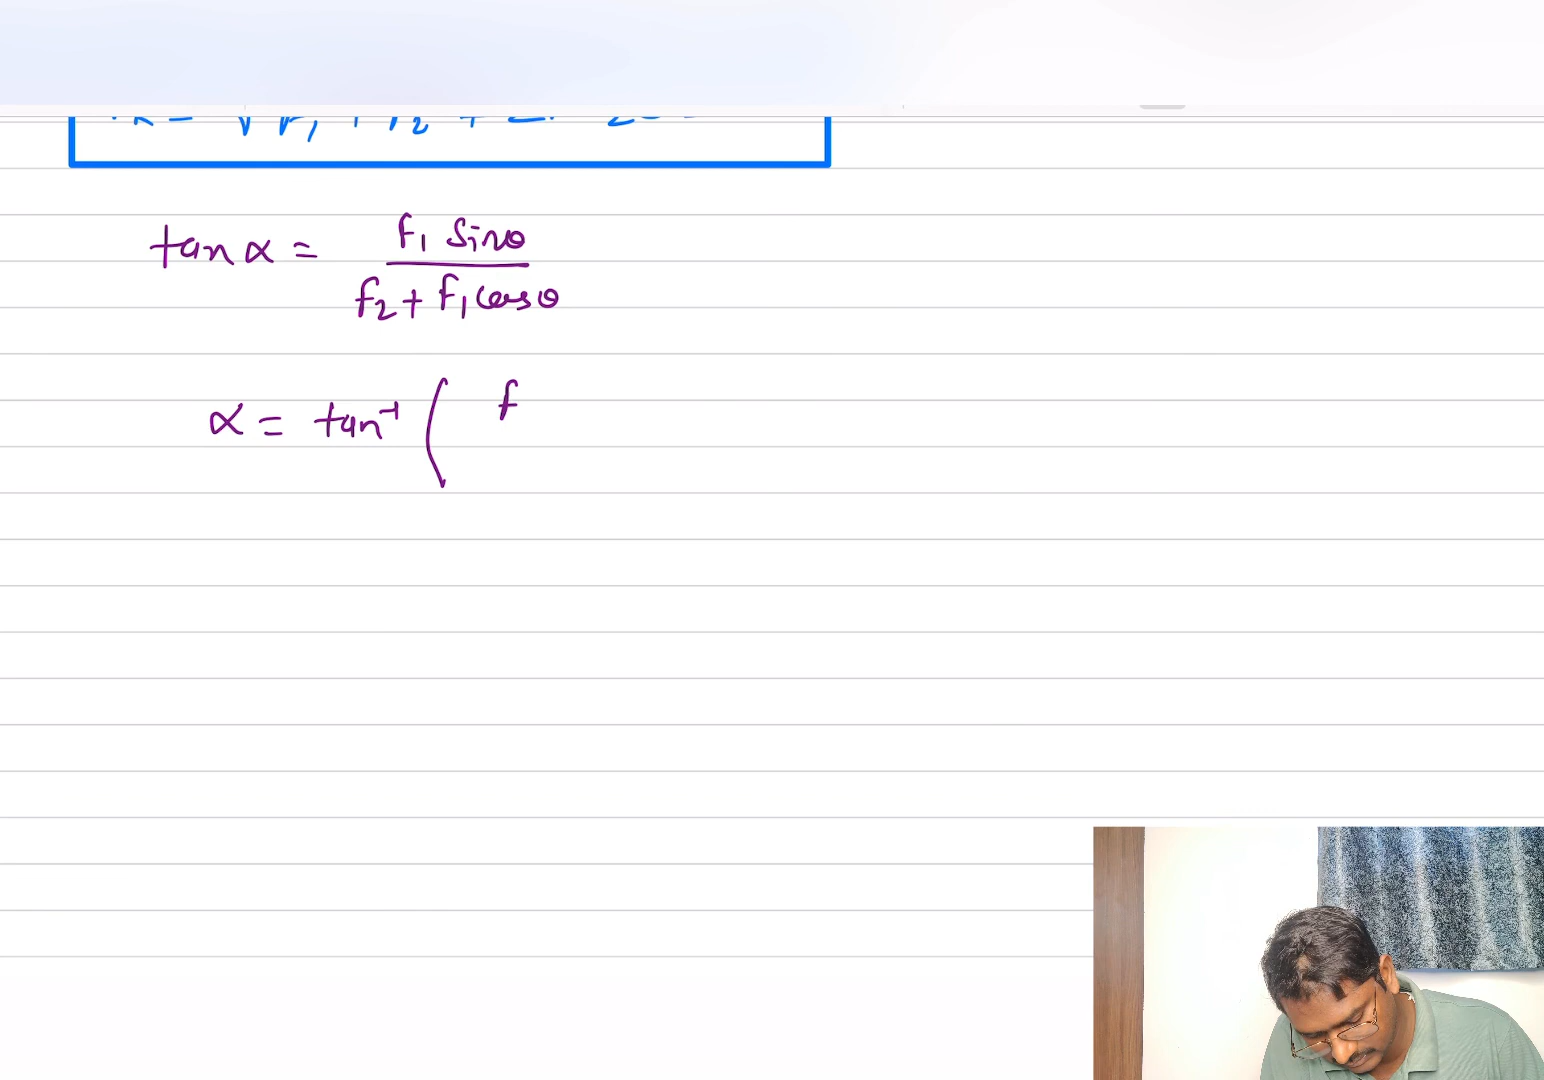 tan α = F₁ Sinθ / F₂ + F₁ cosθ
α = tan⁻¹ ( F